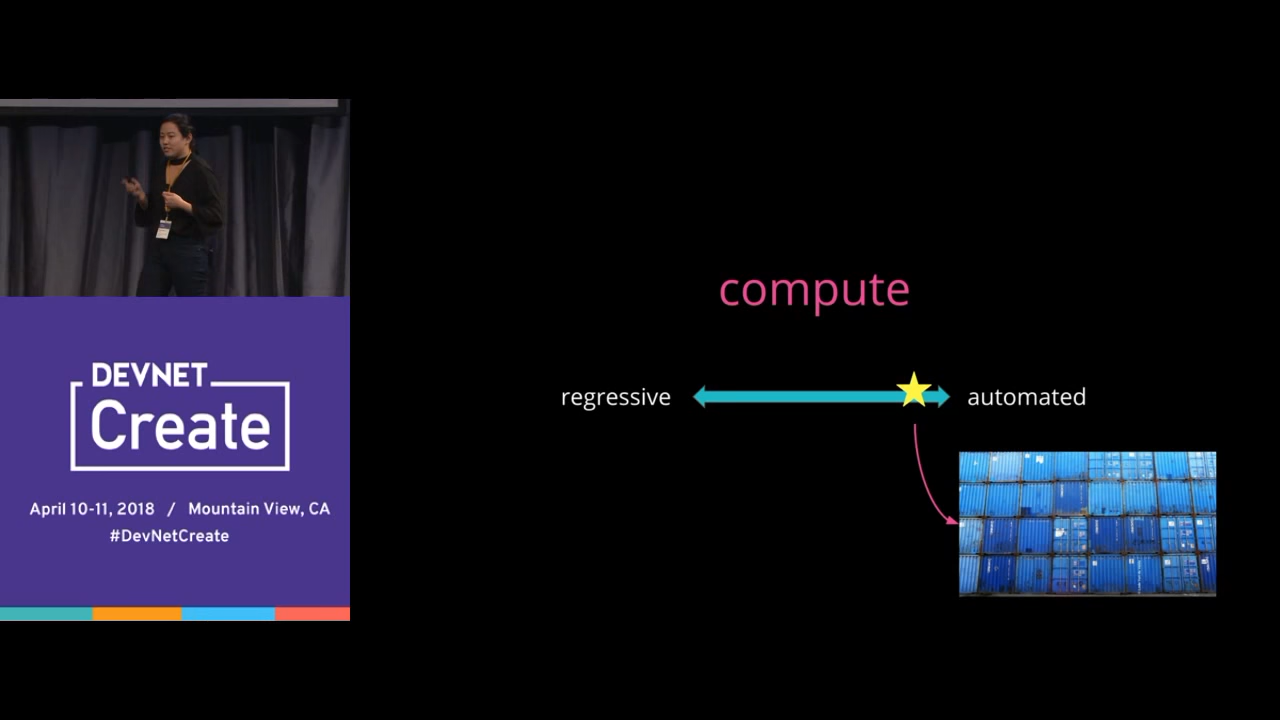 DEVNET
Create
April 10-11, 2018 / Mountain View, CA
#DevNetCreate
compute
regressive
automated